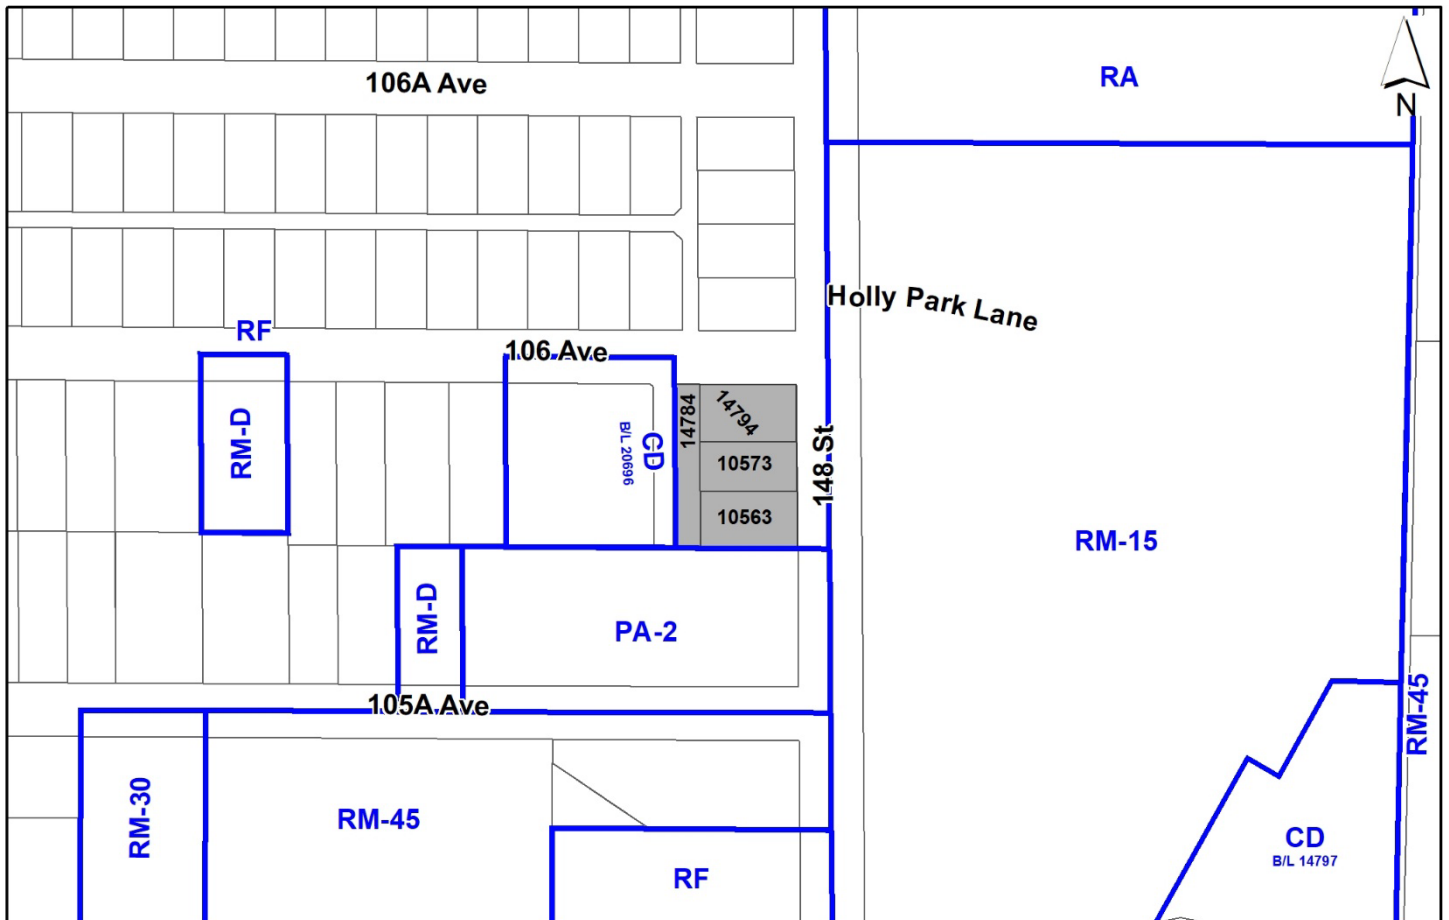 106A Ave
RA
N
Holly Park Lane
RF
106 Ave
RM-D
CD
B/L 20696
14784
14794
10573
10563
148 St
RM-15
RM-D
PA-2
105A Ave
RM-45
RM-30
RM-45
CD
B/L 14797
RF